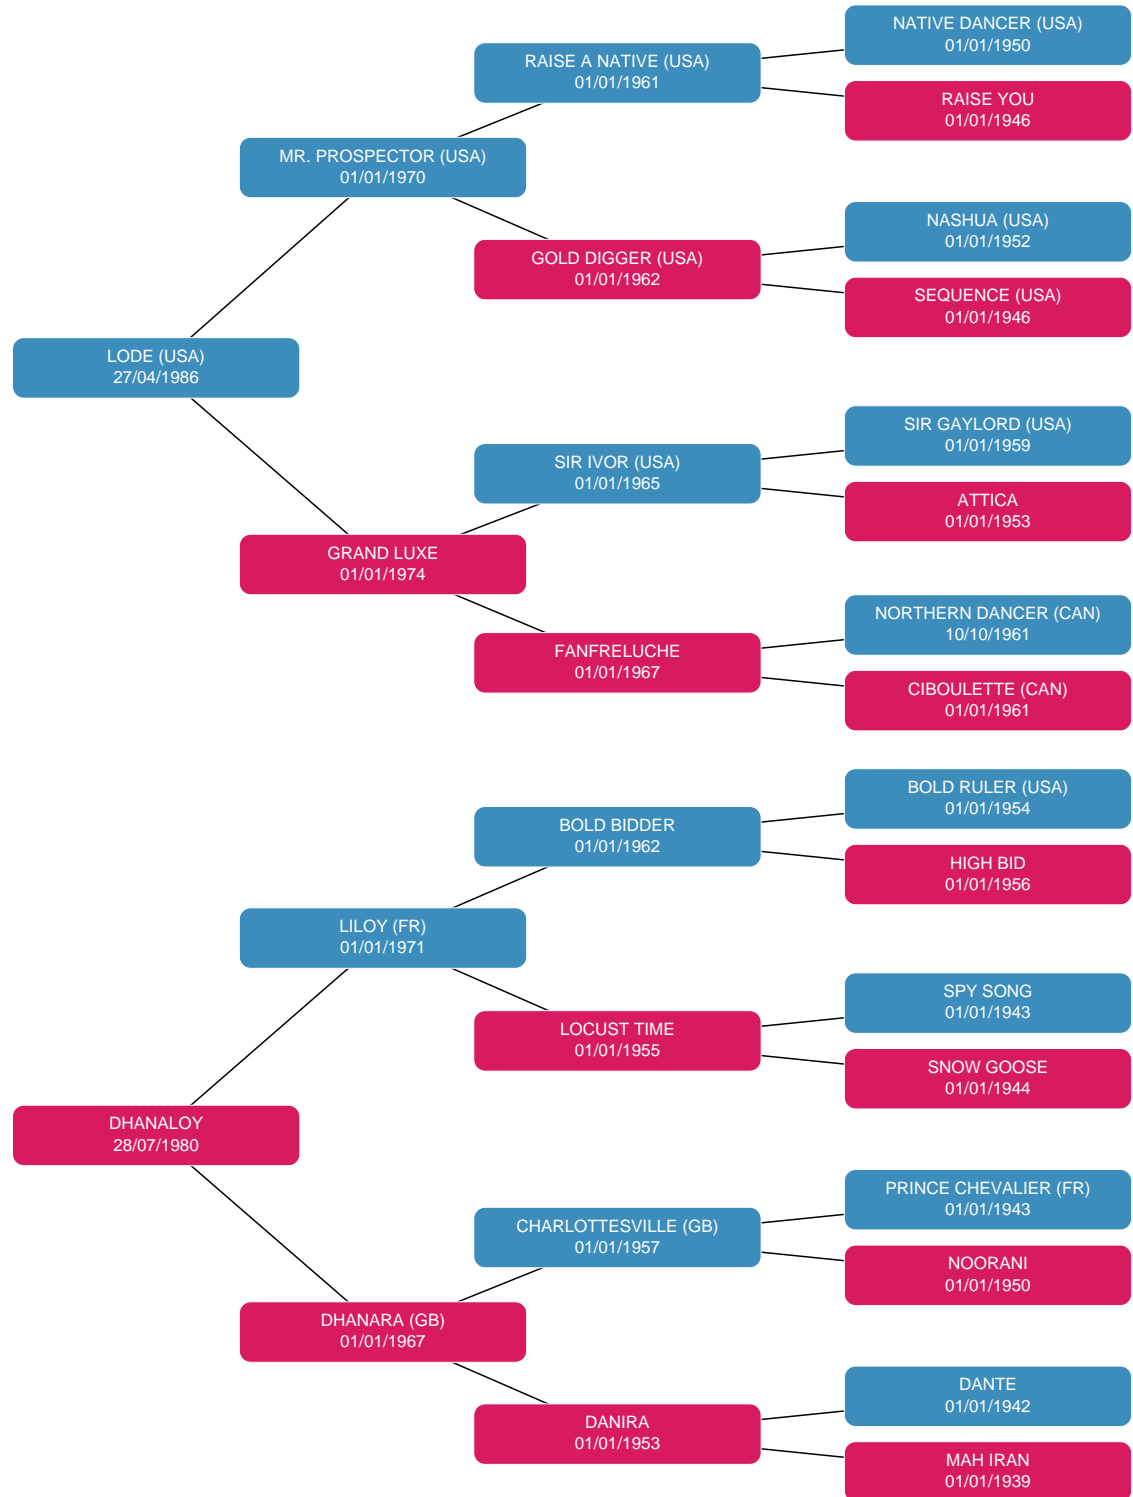 NATIVE DANCER (USA)
01/01/1950
RAISE A NATIVE (USA)
01/01/1961
RAISE YOU
01/01/1946
MR. PROSPECTOR (USA)
01/01/1970
NASHUA (USA)
01/01/1952
GOLD DIGGER (USA)
01/01/1962
SEQUENCE (USA)
01/01/1946
LODE (USA)
27/04/1986
SIR GAYLORD (USA)
01/01/1959
SIR IVOR (USA)
01/01/1965
ATTICA
01/01/1953
GRAND LUXE
01/01/1974
NORTHERN DANCER (CAN)
10/10/1961
FANFRELUCHE
01/01/1967
CIBOULETTE (CAN)
01/01/1961
BOLD RULER (USA)
01/01/1954
BOLD BIDDER
01/01/1962
HIGH BID
01/01/1956
LILOY (FR)
01/01/1971
SPY SONG
01/01/1943
LOCUST TIME
01/01/1955
SNOW GOOSE
01/01/1944
DHANALOY
28/07/1980
PRINCE CHEVALIER (FR)
01/01/1943
CHARLOTTESVILLE (GB)
01/01/1957
NOORANI
01/01/1950
DHANARA (GB)
01/01/1967
DANTE
01/01/1942
DANIRA
01/01/1953
MAH IRAN
01/01/1939